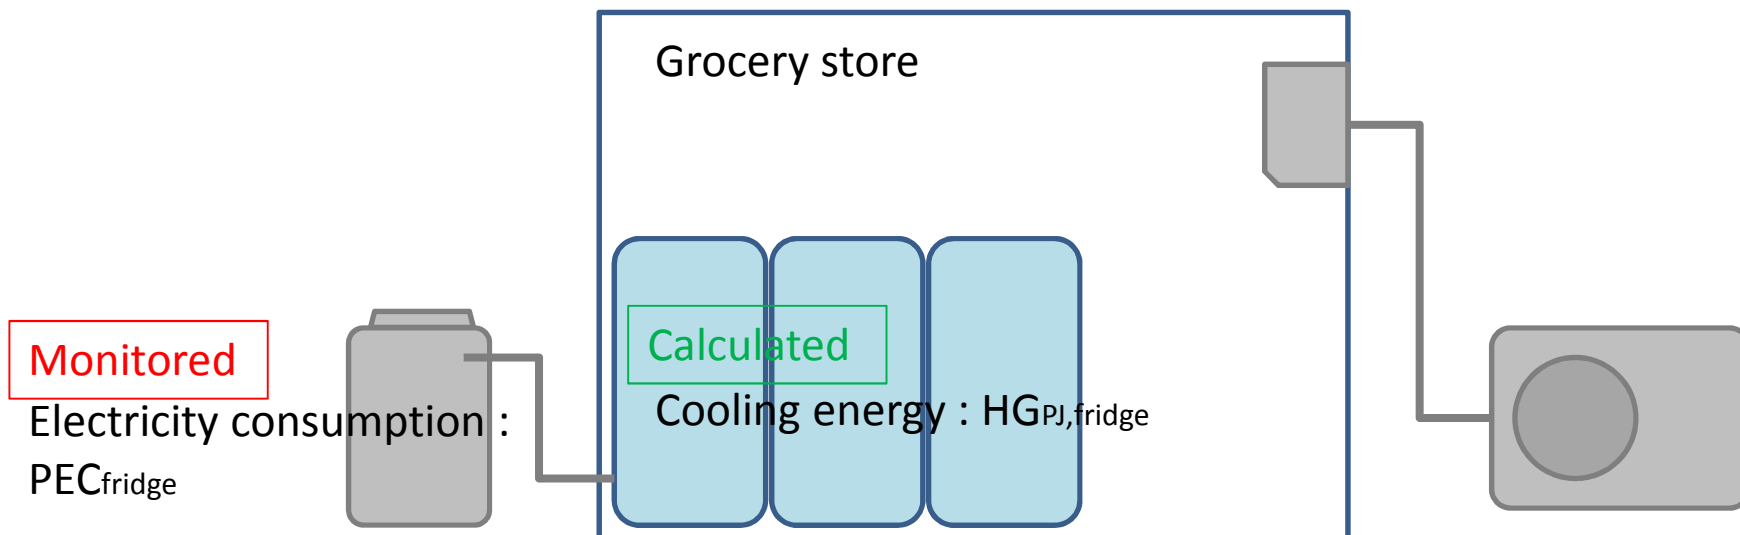 Grocery store
Monitored
Electricity consumption :
PECfridge
Calculated
Cooling energy : HGPJ,fridge